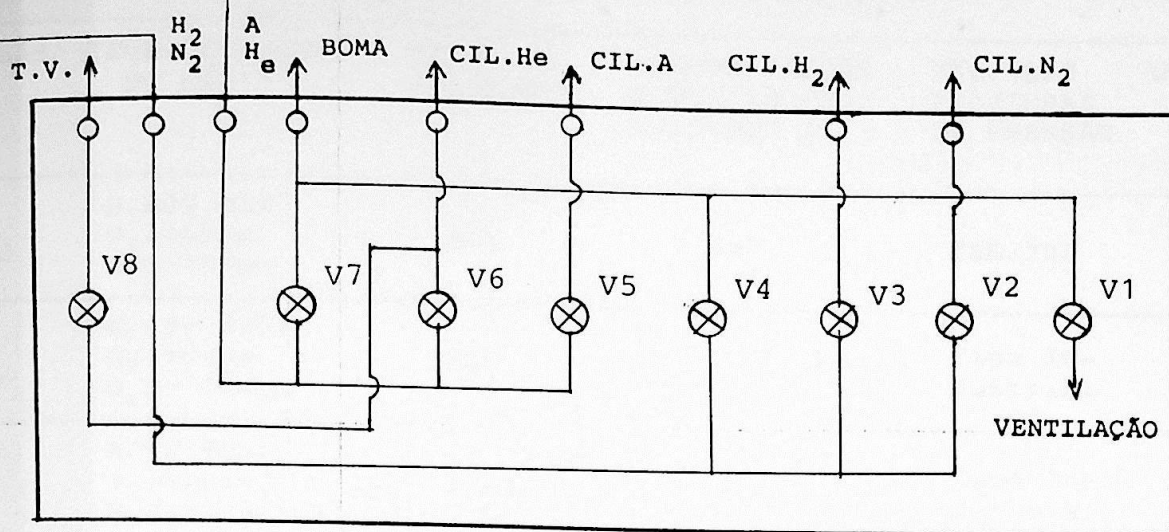 H2 A
N2 He
T.V. BOMA CIL.He CIL.A CIL.H2 CIL.N2
V8 V7 V6 V5 V4 V3 V2 V1
VENTILAÇÃO